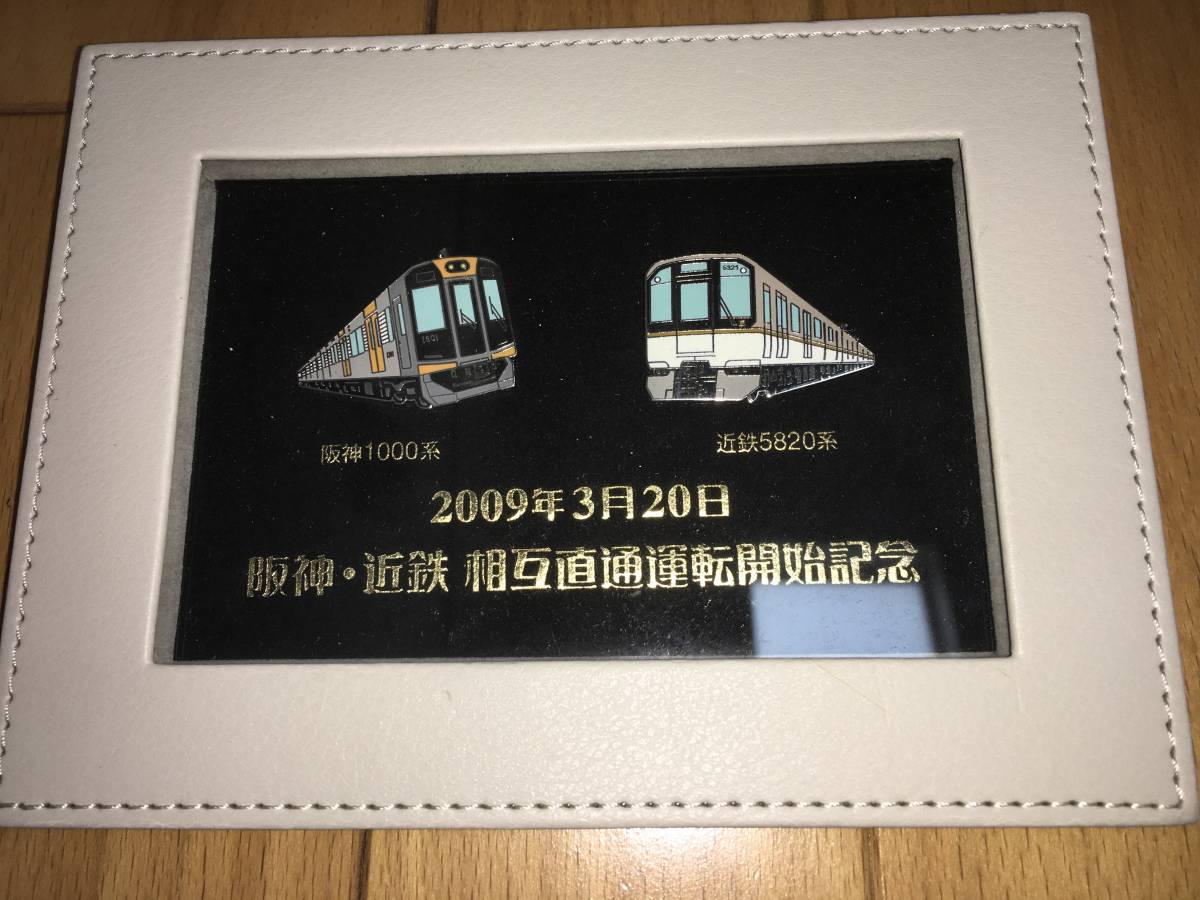 阪神1000系
近鉄5820系
2009年3月20日
阪神・近鉄 相互直通運転開始記念